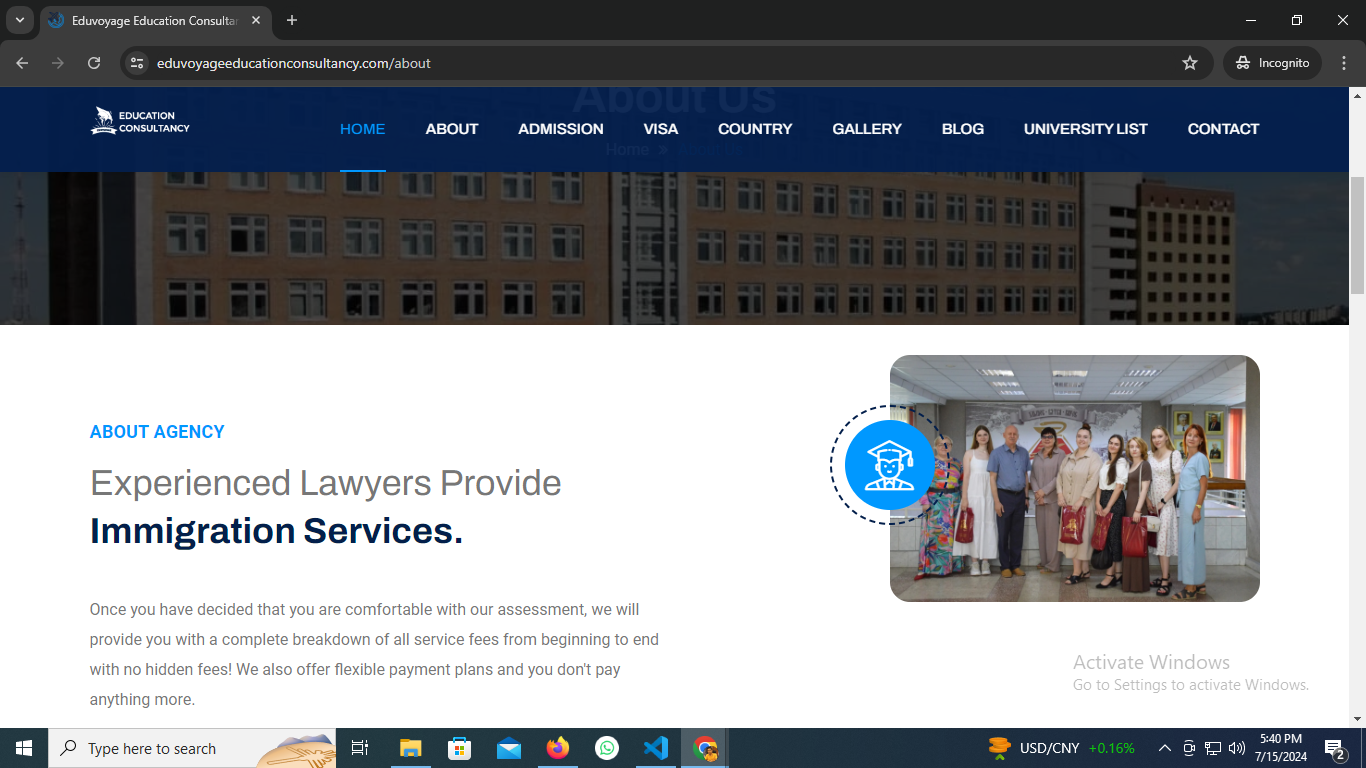 Eduvoyage Education Consultan
eduvoyageeducationconsultancy.com/about
Incognito
About Us
EDUCATION
CONSULTANCY
HOME
ABOUT
ADMISSION
VISA
COUNTRY
GALLERY
BLOG
UNIVERSITY LIST
CONTACT
Home » About Us
ABOUT AGENCY
Experienced Lawyers Provide
Immigration Services.
Once you have decided that you are comfortable with our assessment, we will
provide you with a complete breakdown of all service fees from beginning to end
with no hidden fees! We also offer flexible payment plans and you don't pay
anything more.
Activate Windows
Go to Settings to activate Windows.
Type here to search
USD/CNY +0.16%
5:40 PM
7/15/2024
2